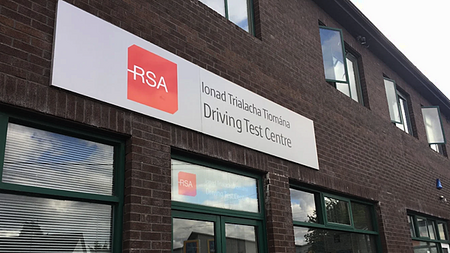 RSA
Ionad Trialacha Tiomána
Driving Test Centre
RSA